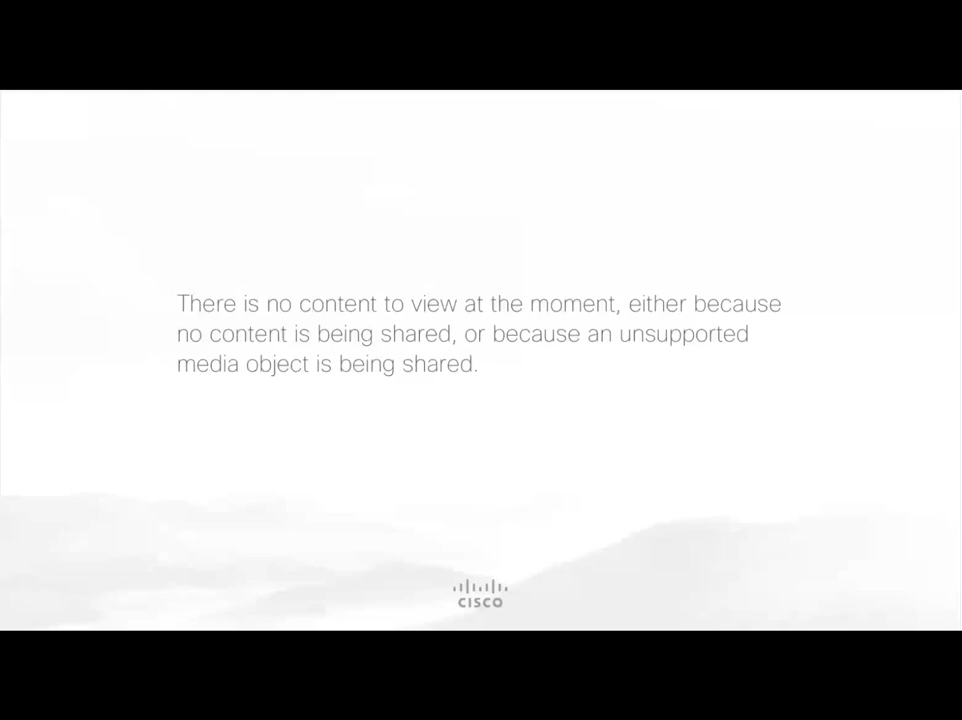 There is no content to view at the moment, either because
no content is being shared, or because an unsupported
media object is being shared.
CISCO